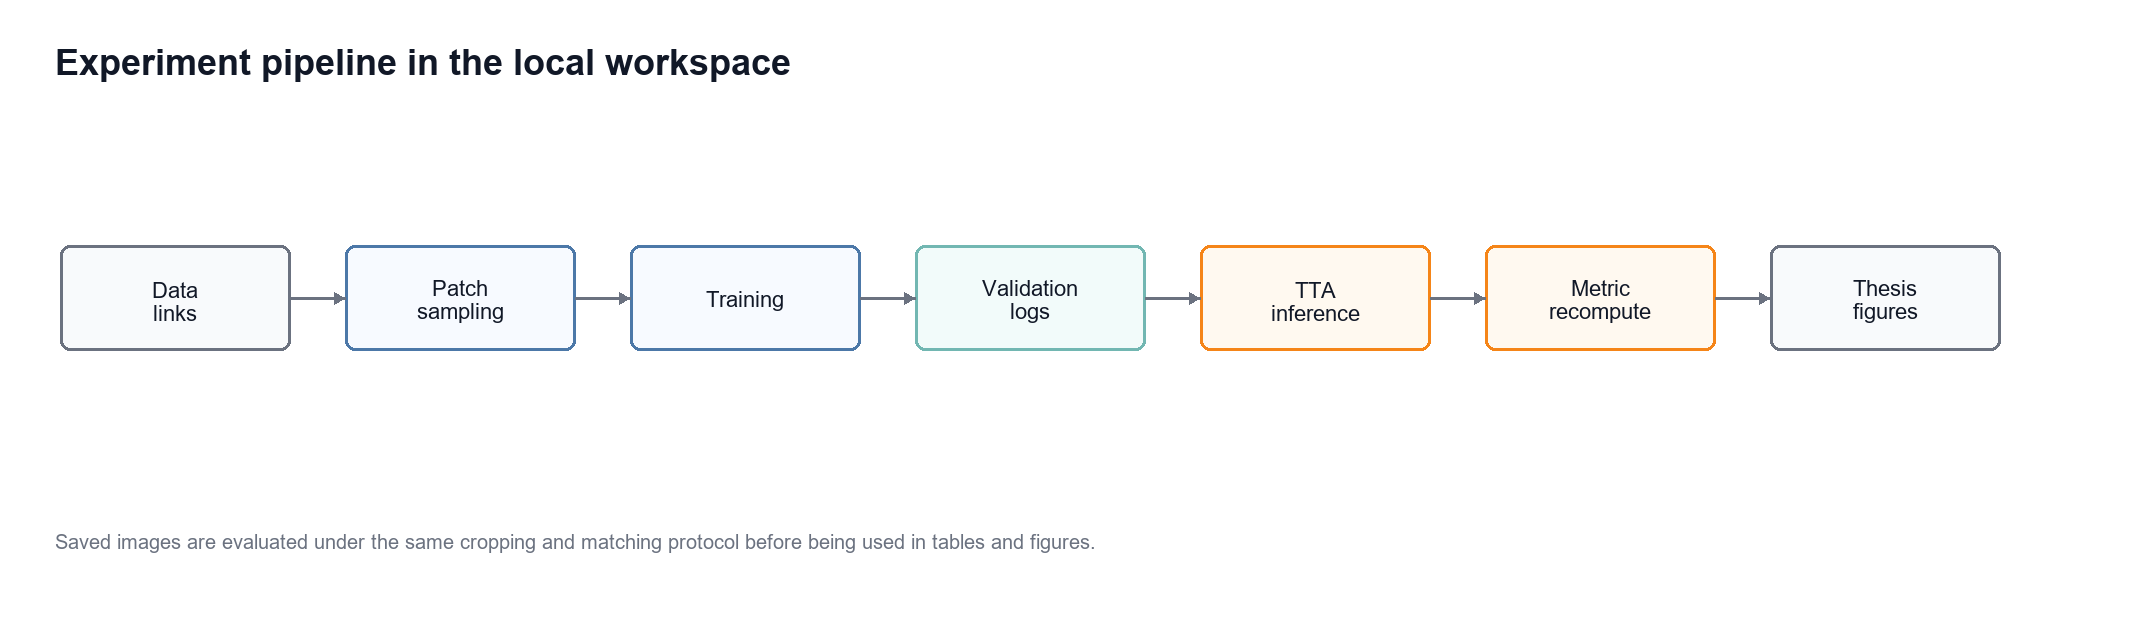 Experiment pipeline in the local workspace
Data
links
Patch
sampling
Training
Validation
logs
TTA
inference
Metric
recompute
Thesis
figures
Saved images are evaluated under the same cropping and matching protocol before being used in tables and figures.